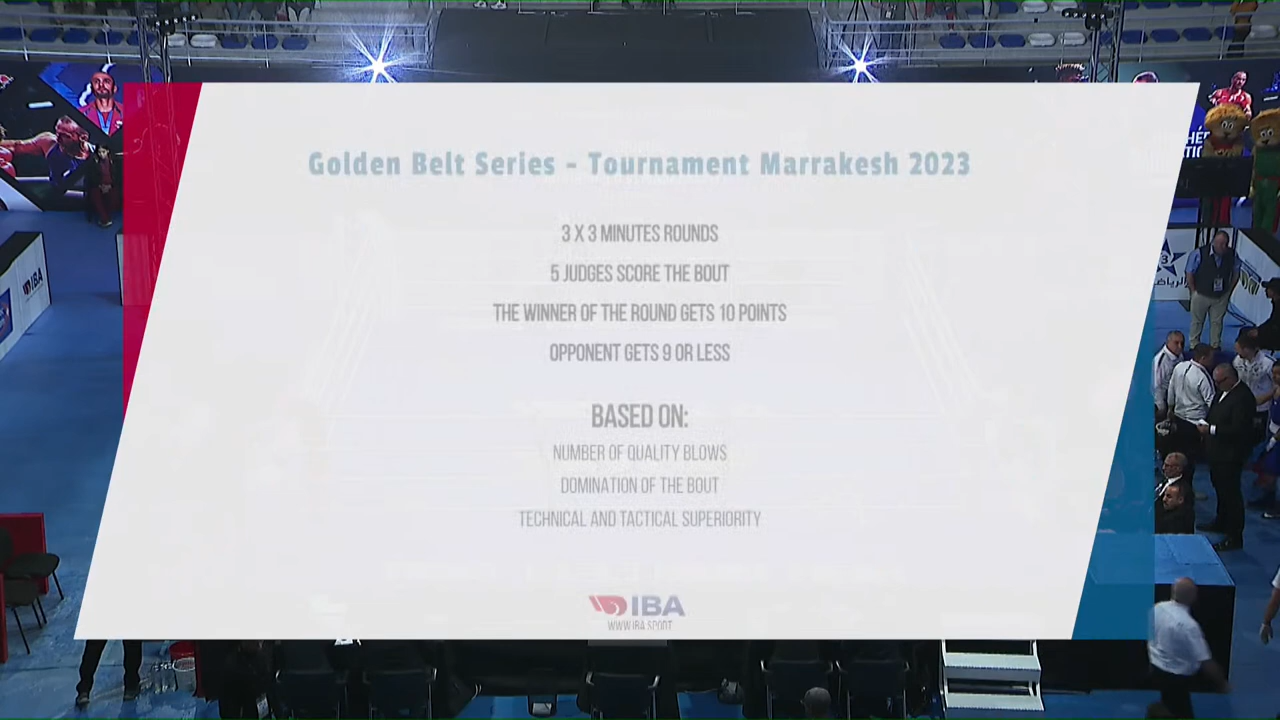 Golden Belt Series - Tournament Marrakesh 2023
3 X 3 MINUTES ROUNDS
5 JUDGES SCORE THE BOUT
THE WINNER OF THE ROUND GETS 10 POINTS
OPPONENT GETS 9 OR LESS
BASED ON:
NUMBER OF QUALITY BLOWS
DOMINATION OF THE BOUT
TECHNICAL AND TACTICAL SUPERIORITY
IBA
WWW.IBA.SPORT
IBA